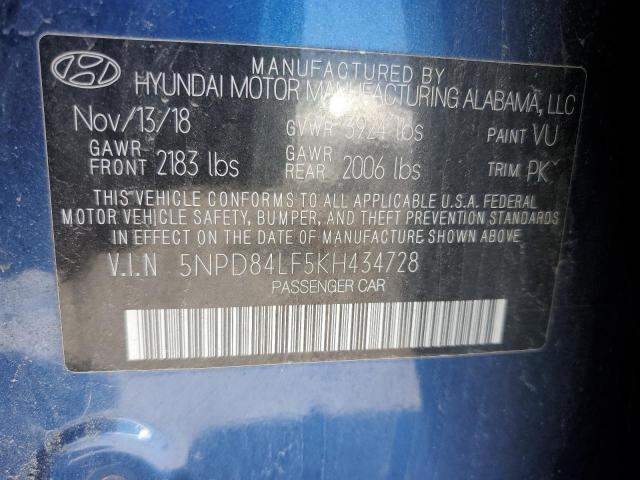 MANUFACTURED BY
HYUNDAI MOTOR MANUFACTURING ALABAMA, LLC
Nov/13/18 GVWR 3924 lbs PAINT VU
GAWR FRONT 2183 lbs GAWR REAR 2006 lbs TRIM PK
THIS VEHICLE CONFORMS TO ALL APPLICABLE U.S.A. FEDERAL
MOTOR VEHICLE SAFETY, BUMPER, AND THEFT PREVENTION STANDARDS
IN EFFECT ON THE DATE OF MANUFACTURE SHOWN ABOVE.
V.I.N 5NPD84LF5KH434728
PASSENGER CAR